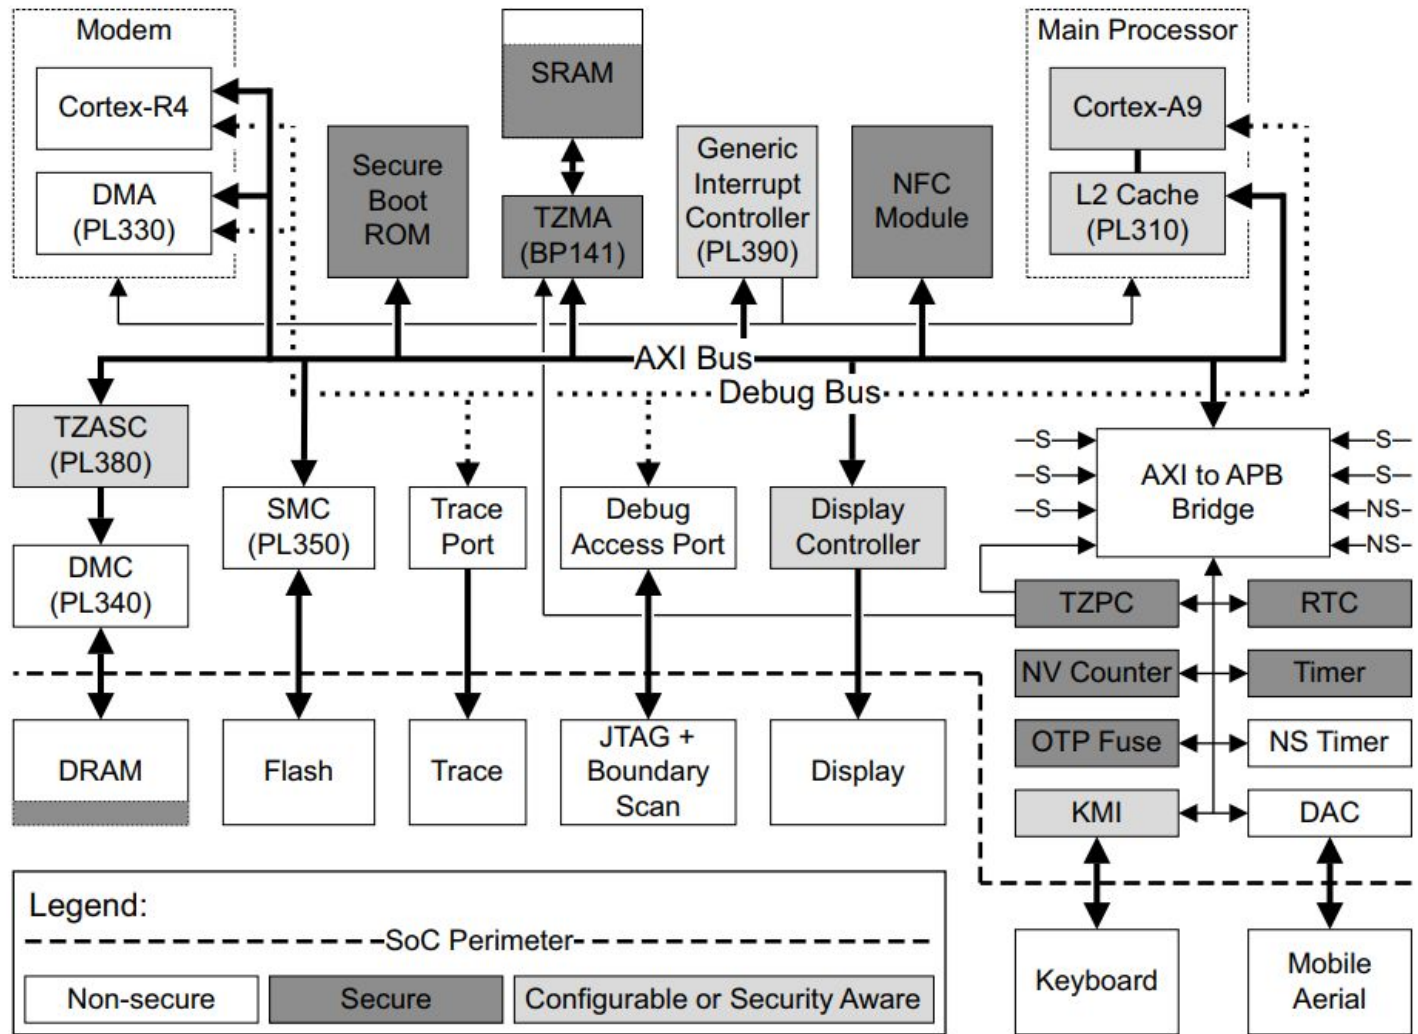 Modem
Cortex-R4
DMA
(PL330)
Secure
Boot
ROM
SRAM
TZMA
(BP141)
Generic
Interrupt
Controller
(PL390)
NFC
Module
Main Processor
Cortex-A9
L2 Cache
(PL310)
AXI Bus
Debug Bus
TZASC
(PL380)
DMC
(PL340)
SMC
(PL350)
Trace
Port
Debug
Access Port
Display
Controller
S
S
S
AXI to APB
Bridge
S
S
NS
NS
TZPC
RTC
NV Counter
Timer
OTP Fuse
NS Timer
KMI
DAC
DRAM
Flash
Trace
JTAG +
Boundary
Scan
Display
Keyboard
Mobile
Aerial
Legend:
SoC Perimeter
Non-secure
Secure
Configurable or Security Aware